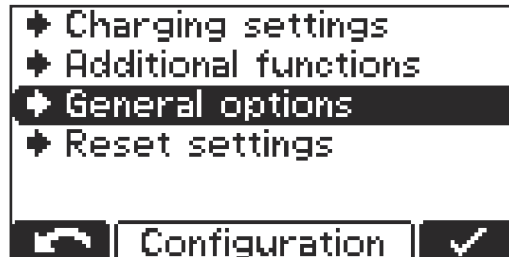 Charging settings
Additional functions
General options
Reset settings
Configuration